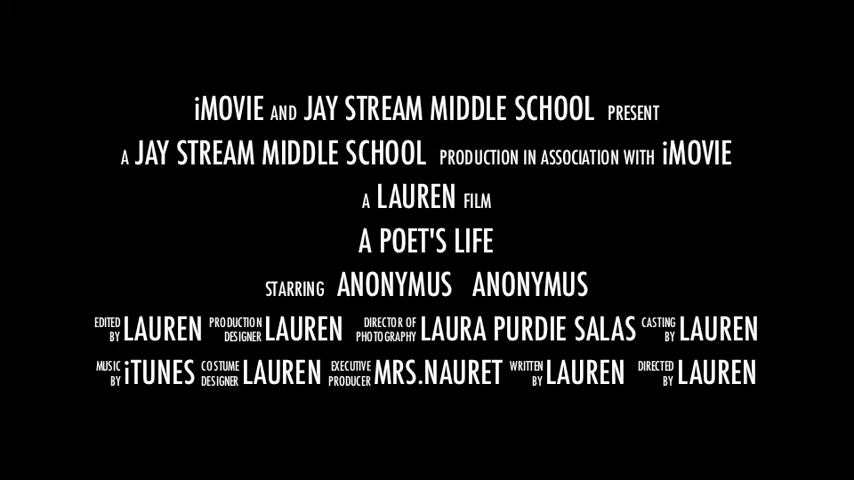 iMOVIE AND JAY STREAM MIDDLE SCHOOL PRESENT
A JAY STREAM MIDDLE SCHOOL PRODUCTION IN ASSOCIATION WITH iMOVIE
A LAUREN FILM
A POET'S LIFE
STARRING ANONYMUS ANONYMUS
EDITED BY LAUREN PRODUCTION DESIGNER LAUREN DIRECTOR OF PHOTOGRAPHY LAURA PURDIE SALAS CASTING BY LAUREN
MUSIC BY iTUNES COSTUME DESIGNER LAUREN EXECUTIVE PRODUCER MRS.NAURET WRITTEN BY LAUREN DIRECTED BY LAUREN